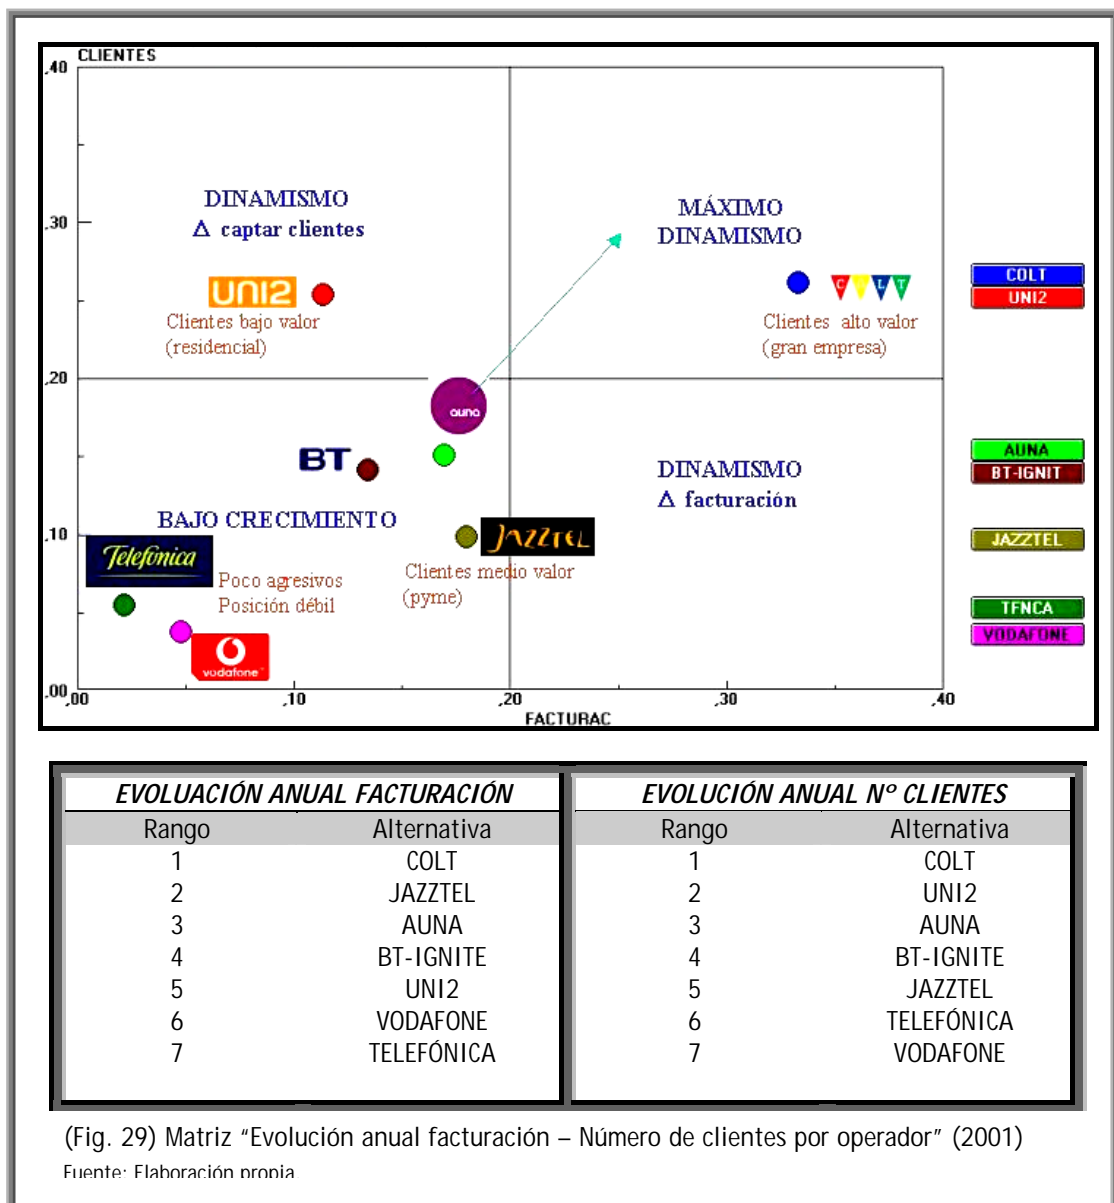 CLIENTES
,40
DINAMISMO
Δ captar clientes
MÁXIMO
DINAMISMO
,30
UNI2
C L T
COLT
UNI2
Clientes bajo valor
(residencial)
Clientes alto valor
(gran empresa)
,20
auna
BT
DINAMISMO
Δ facturación
AUNA
BT-IGNIT
BAJO CRECIMIENTO
,10
JAZZTEL
JAZZTEL
Telefónica
Poco agresivos
Posición débil
Clientes medio valor
(pyme)
TFNCA
VODAFONE
vodafone
,00
,00
,10
,20
,30
,40
FACTURAC
EVOLUACIÓN ANUAL FACTURACIÓN
Rango Alternativa
1 COLT
2 JAZZTEL
3 AUNA
4 BT-IGNITE
5 UNI2
6 VODAFONE
7 TELEFÓNICA
EVOLUCIÓN ANUAL Nº CLIENTES
Rango Alternativa
1 COLT
2 UNI2
3 AUNA
4 BT-IGNITE
5 JAZZTEL
6 TELEFÓNICA
7 VODAFONE
(Fig. 29) Matriz “Evolución anual facturación – Número de clientes por operador” (2001)
Fuente: Elaboración propia.